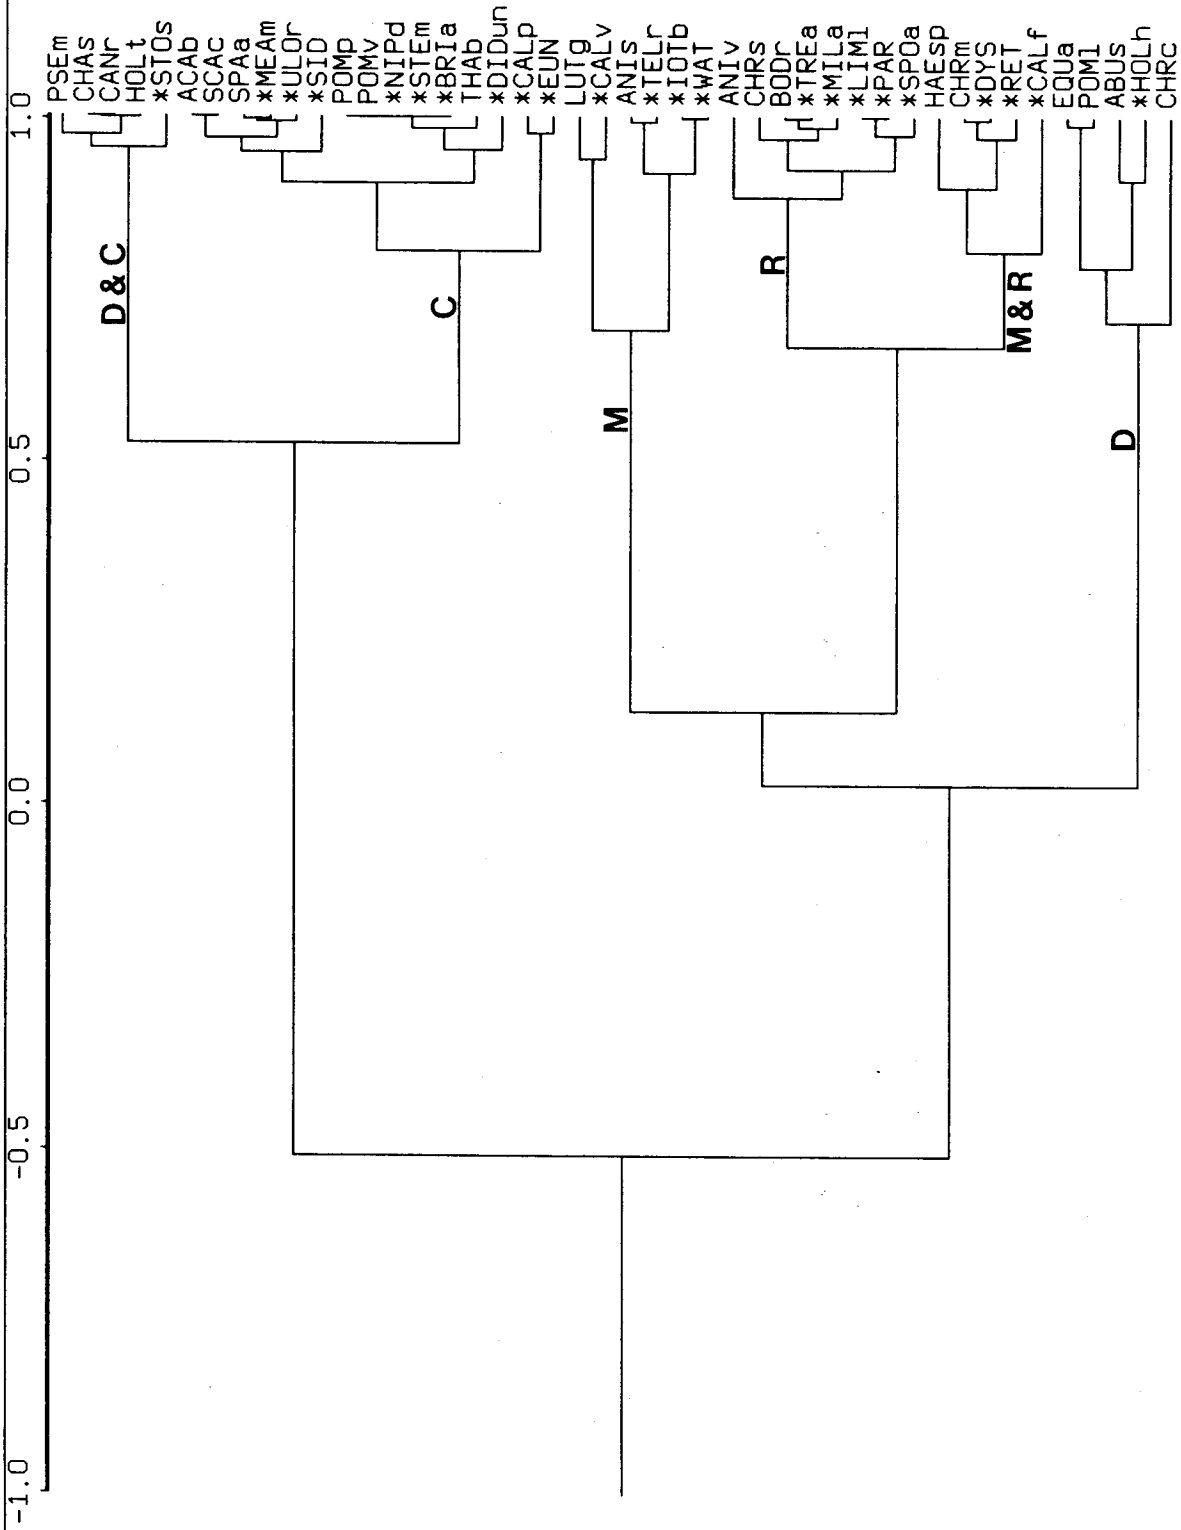 PSEm
CHAs
CANr
HOLt
*STOs
ACAb
SCAc
SPAa
*MEAm
*ULOr
*SID
POMp
POMv
*NIPd
*STEm
*BRIa
THAb
*DIDun
*CALp
*EUN
LUTg
*CALv
ANIs
*TELr
*IOTb
*WAT
ANIv
CHRs
BODr
*TREa
*MILa
*LIMl
*PAR
*SPOa
HAEsp
CHRm
*DYS
*RET
*CALf
EQUa
POMl
ABUs
*HOLh
CHRc
1.0
0.5
0.0
-0.5
-1.0
D & C
C
M
R
M & R
D